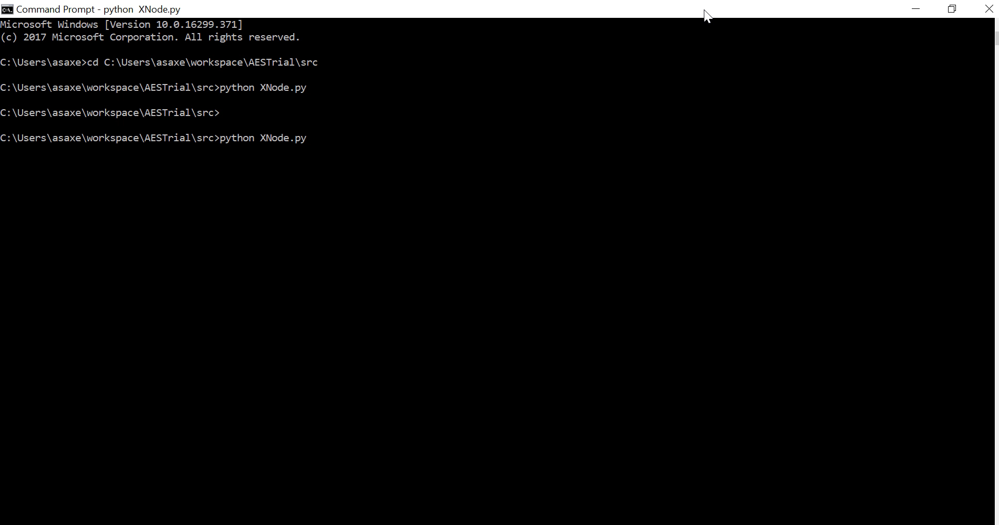 Command Prompt - python  XNode.py
Microsoft Windows [Version 10.0.16299.371]
(c) 2017 Microsoft Corporation. All rights reserved.
C:\Users\asaxe>cd C:\Users\asaxe\workspace\AESTrial\src
C:\Users\asaxe\workspace\AESTrial\src>python XNode.py
C:\Users\asaxe\workspace\AESTrial\src>
C:\Users\asaxe\workspace\AESTrial\src>python XNode.py